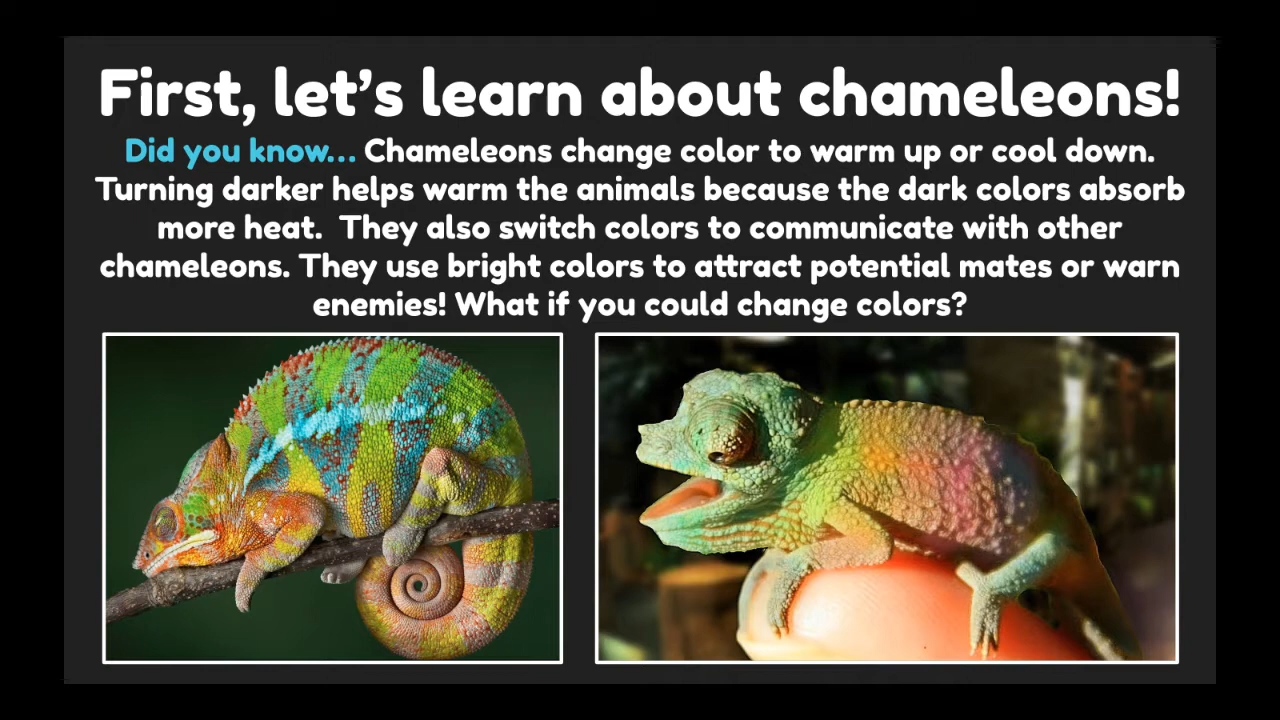 First, let's learn about chameleons!
Did you know... Chameleons change color to warm up or cool down.
Turning darker helps warm the animals because the dark colors absorb
more heat.  They also switch colors to communicate with other
chameleons. They use bright colors to attract potential mates or warn
enemies! What if you could change colors?